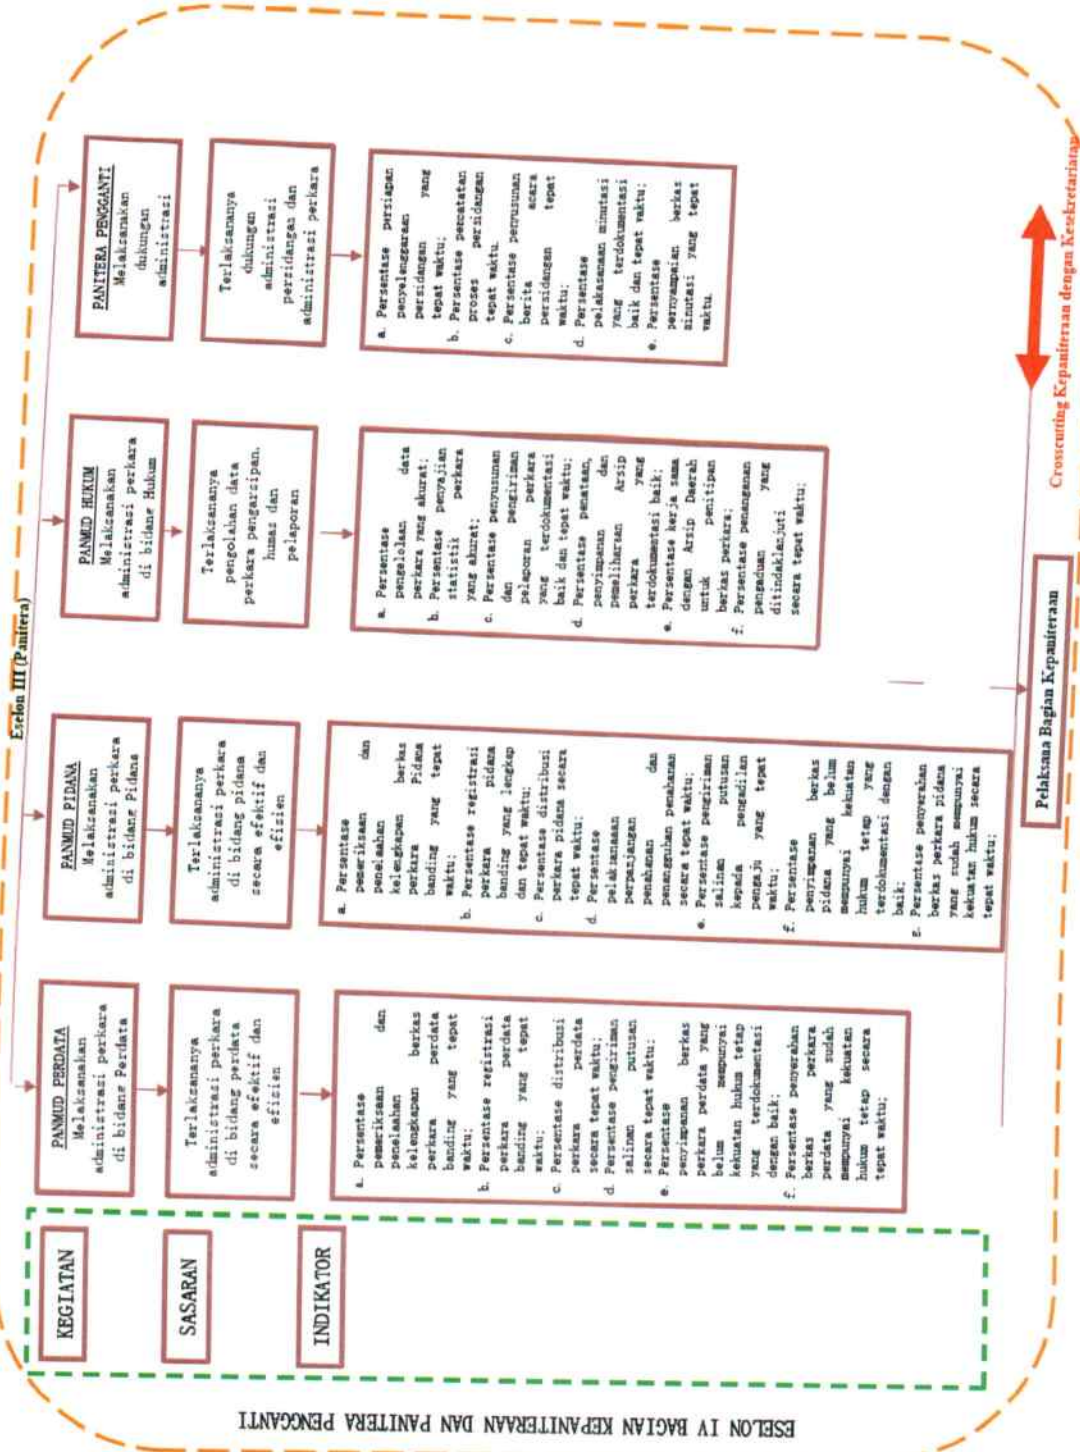 ESELON IV BAGIAN KEPANITERAAN DAN PANITERA PENGGANTI
Eselon III (Panitera)
KEGIATAN
SASARAN
INDIKATOR
PANMUD PERDATA
Melaksanakan
administrasi perkara
di bidang Perdata
Terlaksananya
administrasi perkara
di bidang perdata
secara efektif dan
efisien
a. Persentase
pemeriksaan dan
penelaahan
kelengkapan berkas
perkara perdata
banding yang tepat
waktu;
b. Persentase registrasi
perkara perdata
banding yang tepat
waktu;
c. Persentase distribusi
perkara perdata
secara tepat waktu;
d. Persentase pengiriman
salinan putusan
secara tepat waktu;
e. Persentase
penyimpanan berkas
perkara perdata yang
belum mempunyai
kekuatan hukum tetap
yang terdokumentasi
dengan baik;
f. Persentase penyerahan
berkas perkara
perdata yang sudah
mempunyai kekuatan
hukum tetap secara
tepat waktu;
PANMUD PIDANA
Melaksanakan
administrasi perkara
di bidang Pidana
Terlaksananya
administrasi perkara
di bidang pidana
secara efektif dan
efisien
a. Persentase
pemeriksaan dan
penelaahan
kelengkapan berkas
perkara Pidana
banding yang tepat
waktu;
b. Persentase registrasi
perkara pidana
banding yang lengkap
dan tepat waktu;
c. Persentase distribusi
perkara pidana secara
tepat waktu;
d. Persentase
pelaksanaan
perpanjangan
penahanan dan
penangguhan penahanan
secara tepat waktu;
e. Persentase pengiriman
salinan putusan
kepada pengadilan
pengaju yang tepat
waktu;
f. Persentase
penyimpanan berkas
pidana yang belum
mempunyai kekuatan
hukum tetap yang
terdokumentasi dengan
baik;
g. Persentase penyerahan
berkas perkara pidana
yang sudah mempunyai
kekuatan hukum secara
tepat waktu;
PANMUD HUKUM
Melaksanakan
administrasi perkara
di bidang Hukum
Terlaksananya
pengolahan data
perkara pengarsipan,
humas dan
pelaporan
a. Persentase
pengelolaan data
perkara yang akurat;
b. Persentase penyajian
statistik perkara
yang akurat;
c. Persentase penyusunan
dan pengiriman
pelaporan perkara
yang terdokumentasi
baik dan tepat waktu;
d. Persentase penataan,
penyimpanan dan
pemeliharaan Arsip
perkara yang
terdokumentasi baik;
e. Persentase kerja sama
dengan Arsip Daerah
untuk penitipan
berkas perkara;
f. Persentase penanganan
pengaduan yang
ditindaklanjuti
secara tepat waktu;
PANITERA PENGGANTI
Melaksanakan
dukungan
administrasi
Terlaksananya
dukungan
administrasi
persidangan dan
administrasi perkara
a. Persentase persiapan
penyelenggaraan
persidangan yang
tepat waktu;
b. Persentase pencatatan
proses persidangan
tepat waktu.
c. Persentase penyusunan
berita acara
persidangan tepat
waktu;
d. Persentase
pelakasanaan minutasi
yang terdokumentasi
baik dan tepat waktu;
e. Persentase
penyampaian berkas
minutasi yang tepat
waktu.
Pelaksana Bagian Kepaniteraan
Crosscutting Kepaniteraan dengan Kesekretariatan